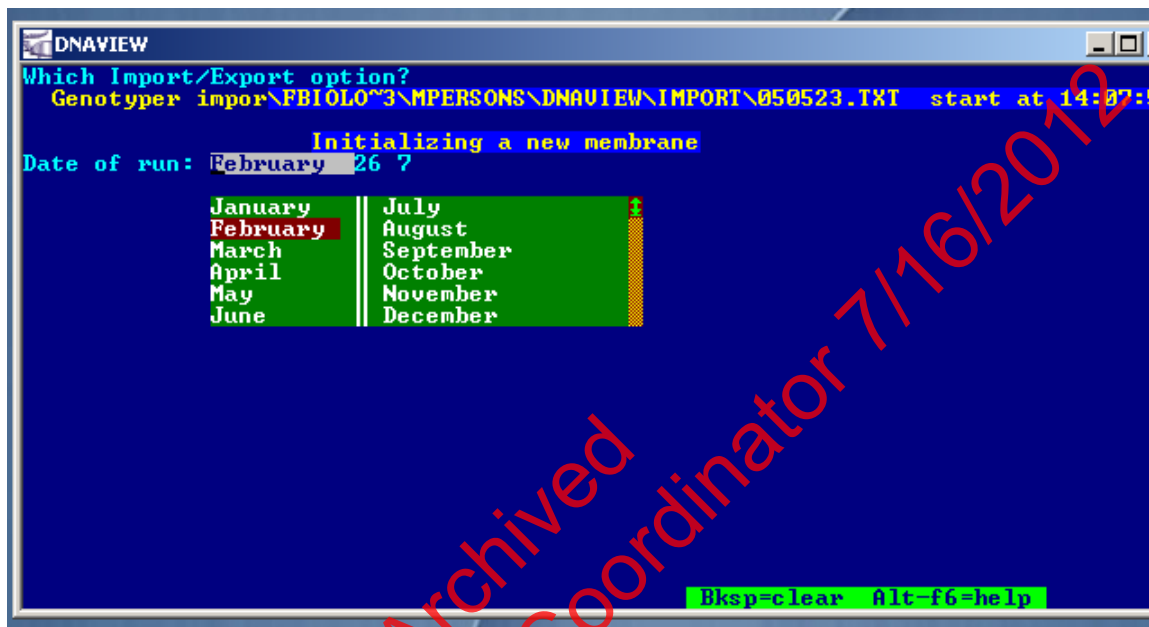 DNAVIEW
Which Import/Export option?
Genotyper impor\FBIOLO~3\MPERSONS\DNAVIEW\IMPORT\050523.TXT start at 14:07:
Initializing a new membrane
Date of run: February 26 7
January July
February August
March September
April October
May November
June December
Bksp=clear Alt-f6=help
Archived
Coordinator 7/16/2012